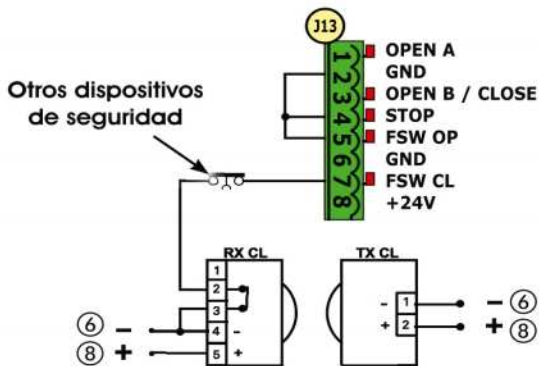 J13
1 OPEN A
2 GND
3 OPEN B / CLOSE
4 STOP
5 FSW OP
6 GND
7 FSW CL
8 +24V
Otros dispositivos
de seguridad
RX CL
1
2
3
4 -
5 +
6 -
8 +
TX CL
- 1
+ 2
- 6
+ 8